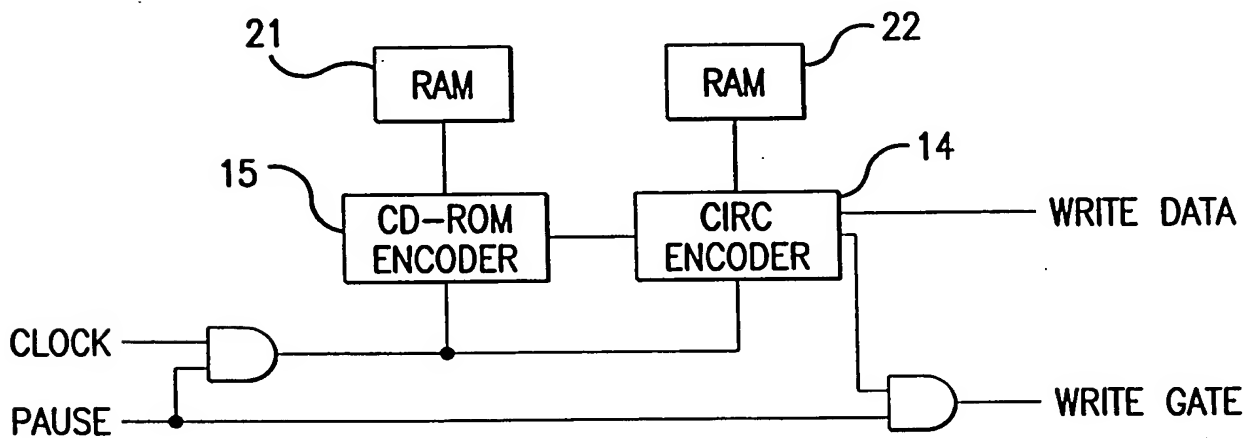 21
22
RAM
RAM
15
14
CD-ROM
ENCODER
CIRC
ENCODER
WRITE DATA
CLOCK
PAUSE
WRITE GATE